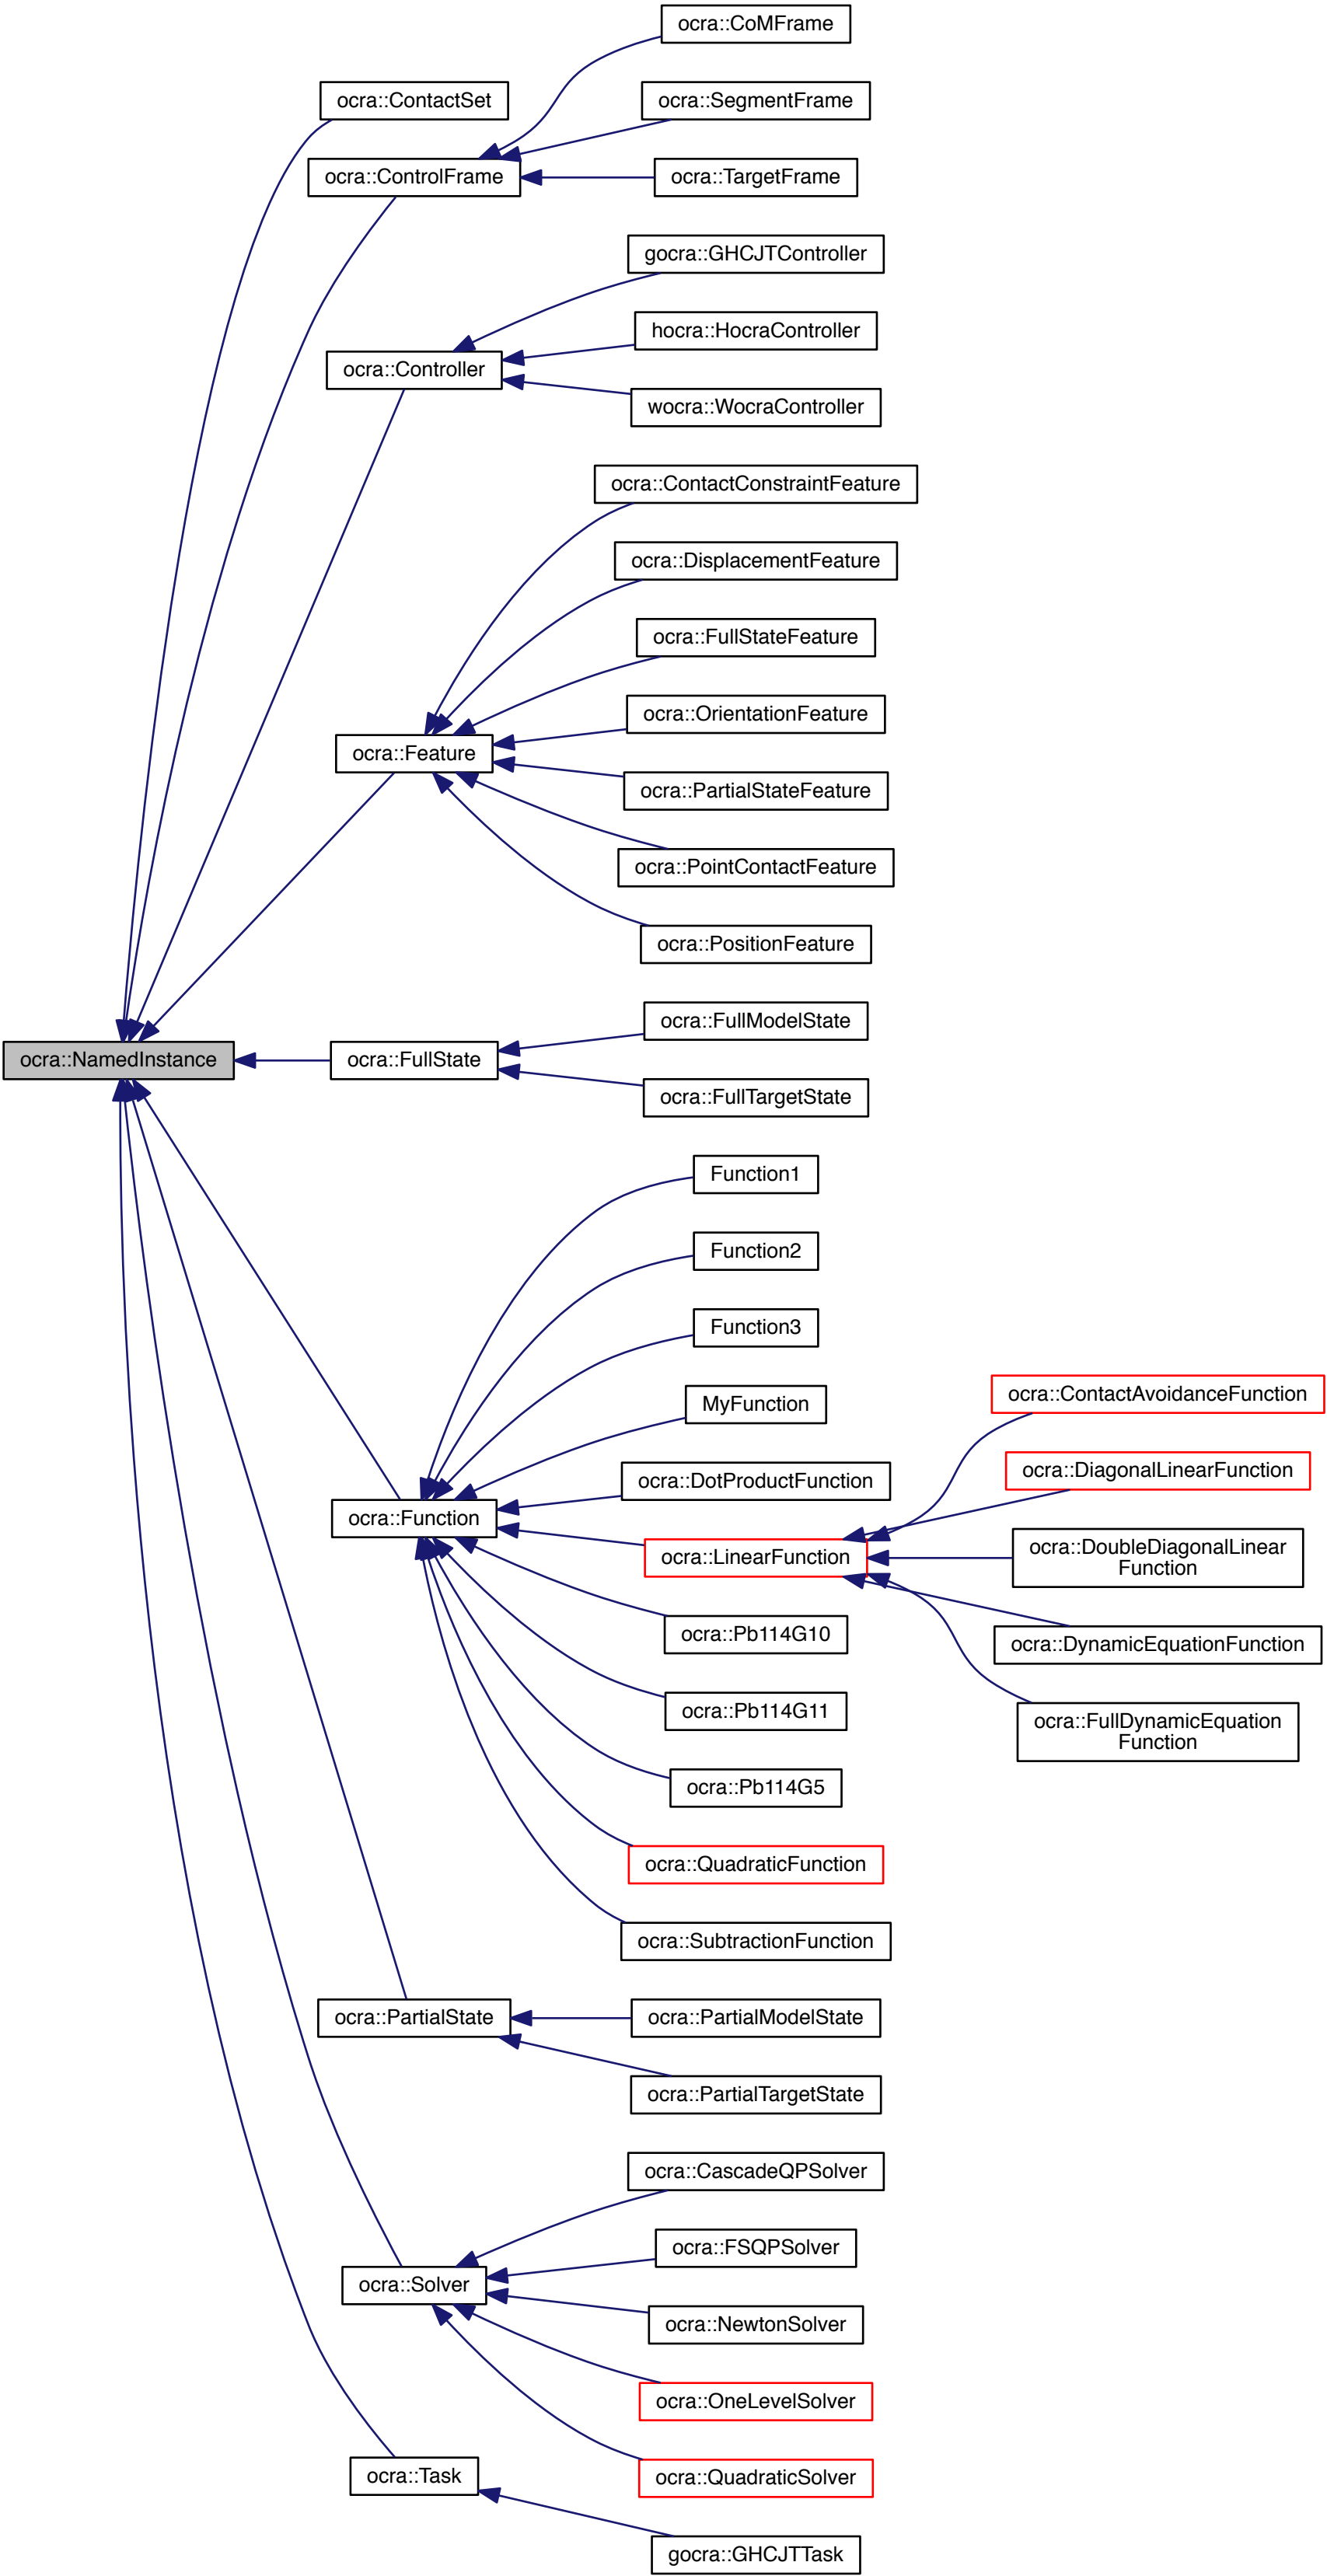 ocra::CoMFrame
ocra::ContactSet
ocra::SegmentFrame
ocra::ControlFrame
ocra::TargetFrame
gocra::GHCJTController
hocra::HocraController
ocra::Controller
wocra::WocraController
ocra::ContactConstraintFeature
ocra::DisplacementFeature
ocra::FullStateFeature
ocra::OrientationFeature
ocra::Feature
ocra::PartialStateFeature
ocra::PointContactFeature
ocra::PositionFeature
ocra::FullModelState
ocra::NamedInstance
ocra::FullState
ocra::FullTargetState
Function1
Function2
Function3
MyFunction
ocra::ContactAvoidanceFunction
ocra::DotProductFunction
ocra::DiagonalLinearFunction
ocra::Function
ocra::LinearFunction
ocra::DoubleDiagonalLinear
Function
ocra::Pb114G10
ocra::DynamicEquationFunction
ocra::Pb114G11
ocra::FullDynamicEquation
Function
ocra::Pb114G5
ocra::QuadraticFunction
ocra::SubtractionFunction
ocra::PartialState
ocra::PartialModelState
ocra::PartialTargetState
ocra::CascadeQPSolver
ocra::FSQPSolver
ocra::Solver
ocra::NewtonSolver
ocra::OneLevelSolver
ocra::QuadraticSolver
ocra::Task
gocra::GHCJTTask